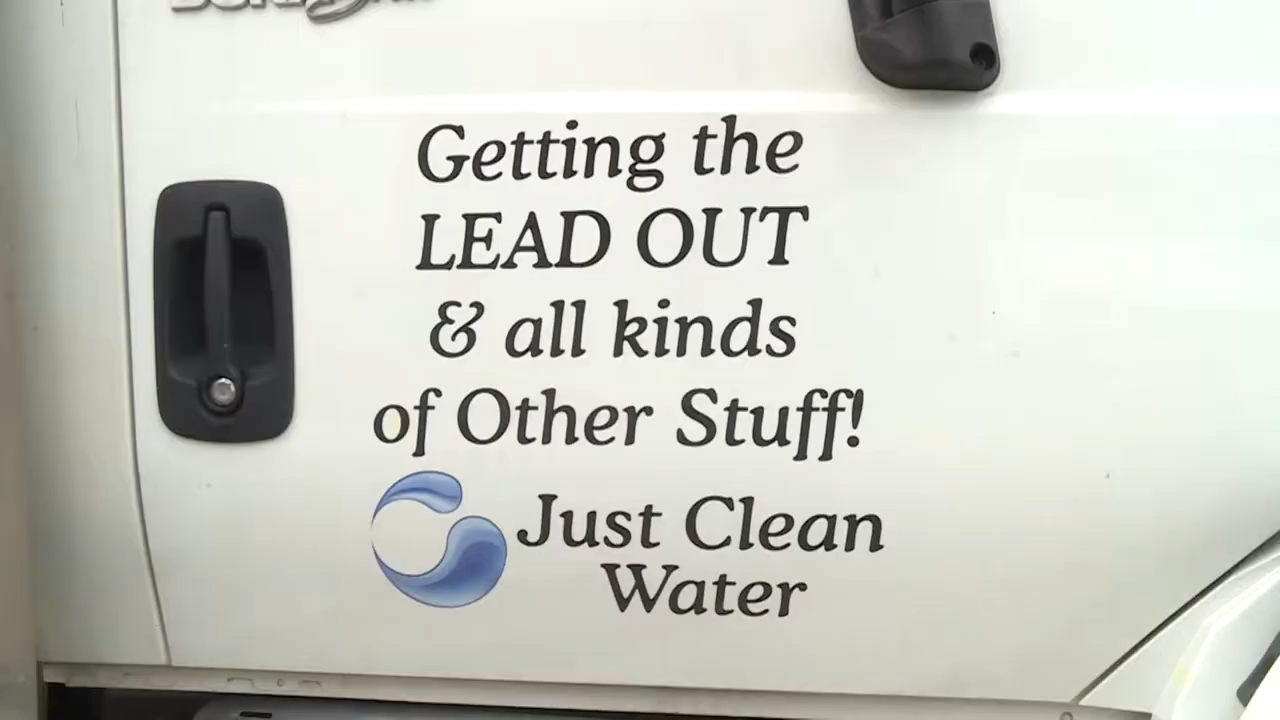 Getting the
LEAD OUT
& all kinds
of Other Stuff!
Just Clean
Water